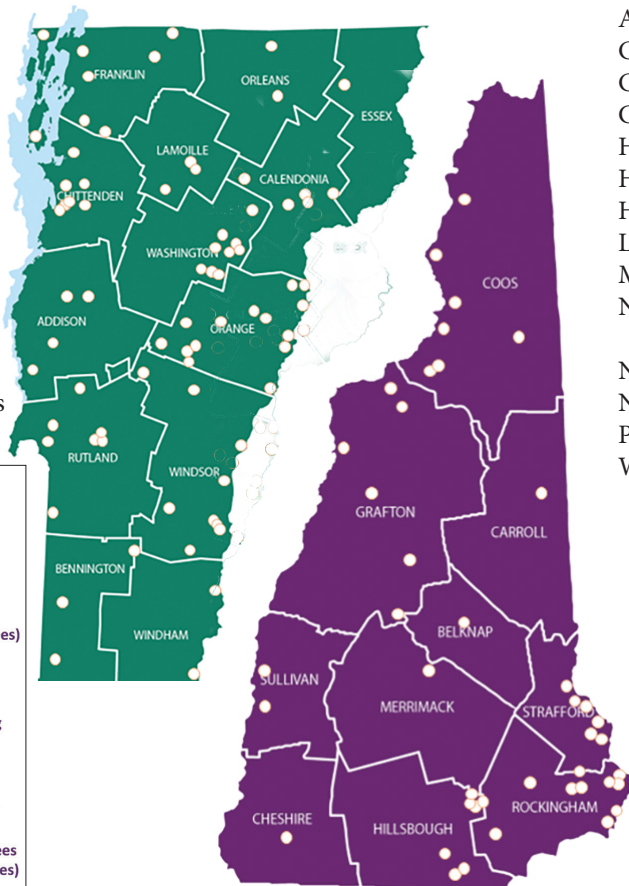 FRANKLIN
ORLEANS
ESSEX
LAMOILLE
CALENDONIA
CHITTENDEN
WASHINGTON
ADDISON
ORANGE
RUTLAND
WINDSOR
BENNINGTON
WINDHAM
COOS
GRAFTON
CARROLL
BELKNAP
SULLIVAN
MERRIMACK
STRAFFORD
CHESHIRE
HILLSBOUGH
ROCKINGHAM